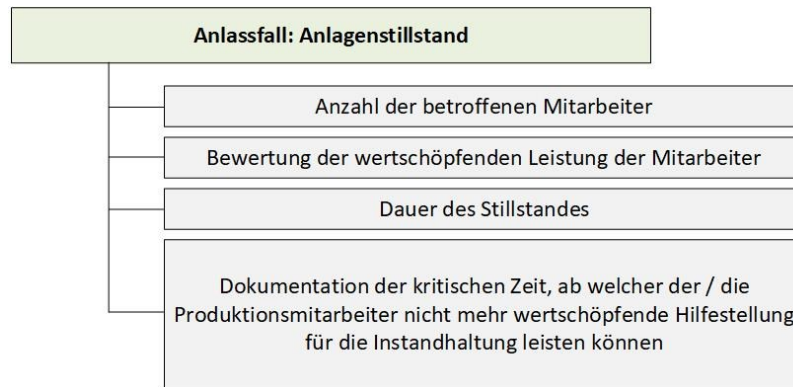 Anlassfall: Anlagenstillstand
Anzahl der betroffenen Mitarbeiter
Bewertung der wertschöpfenden Leistung der Mitarbeiter
Dauer des Stillstandes
Dokumentation der kritischen Zeit, ab welcher der / die
Produktionsmitarbeiter nicht mehr wertschöpfende Hilfestellung
für die Instandhaltung leisten können